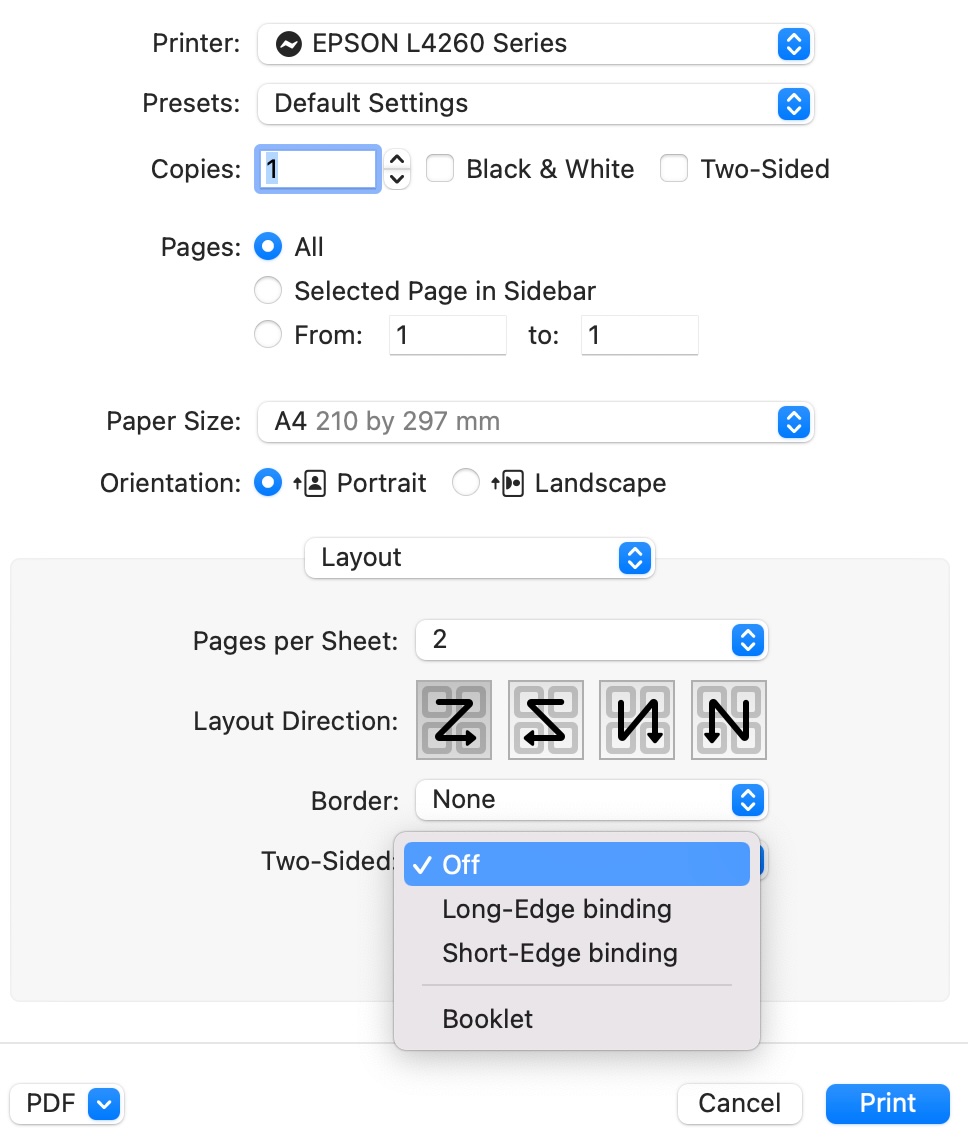 Printer: EPSON L4260 Series
Presets: Default Settings
Copies: 1 Black & White Two-Sided
Pages: All
Selected Page in Sidebar
From: 1 to: 1
Paper Size: A4 210 by 297 mm
Orientation: Portrait Landscape
Layout
Pages per Sheet: 2
Layout Direction:
Border: None
Two-Sided: Off
Long-Edge binding
Short-Edge binding
Booklet
PDF Cancel Print